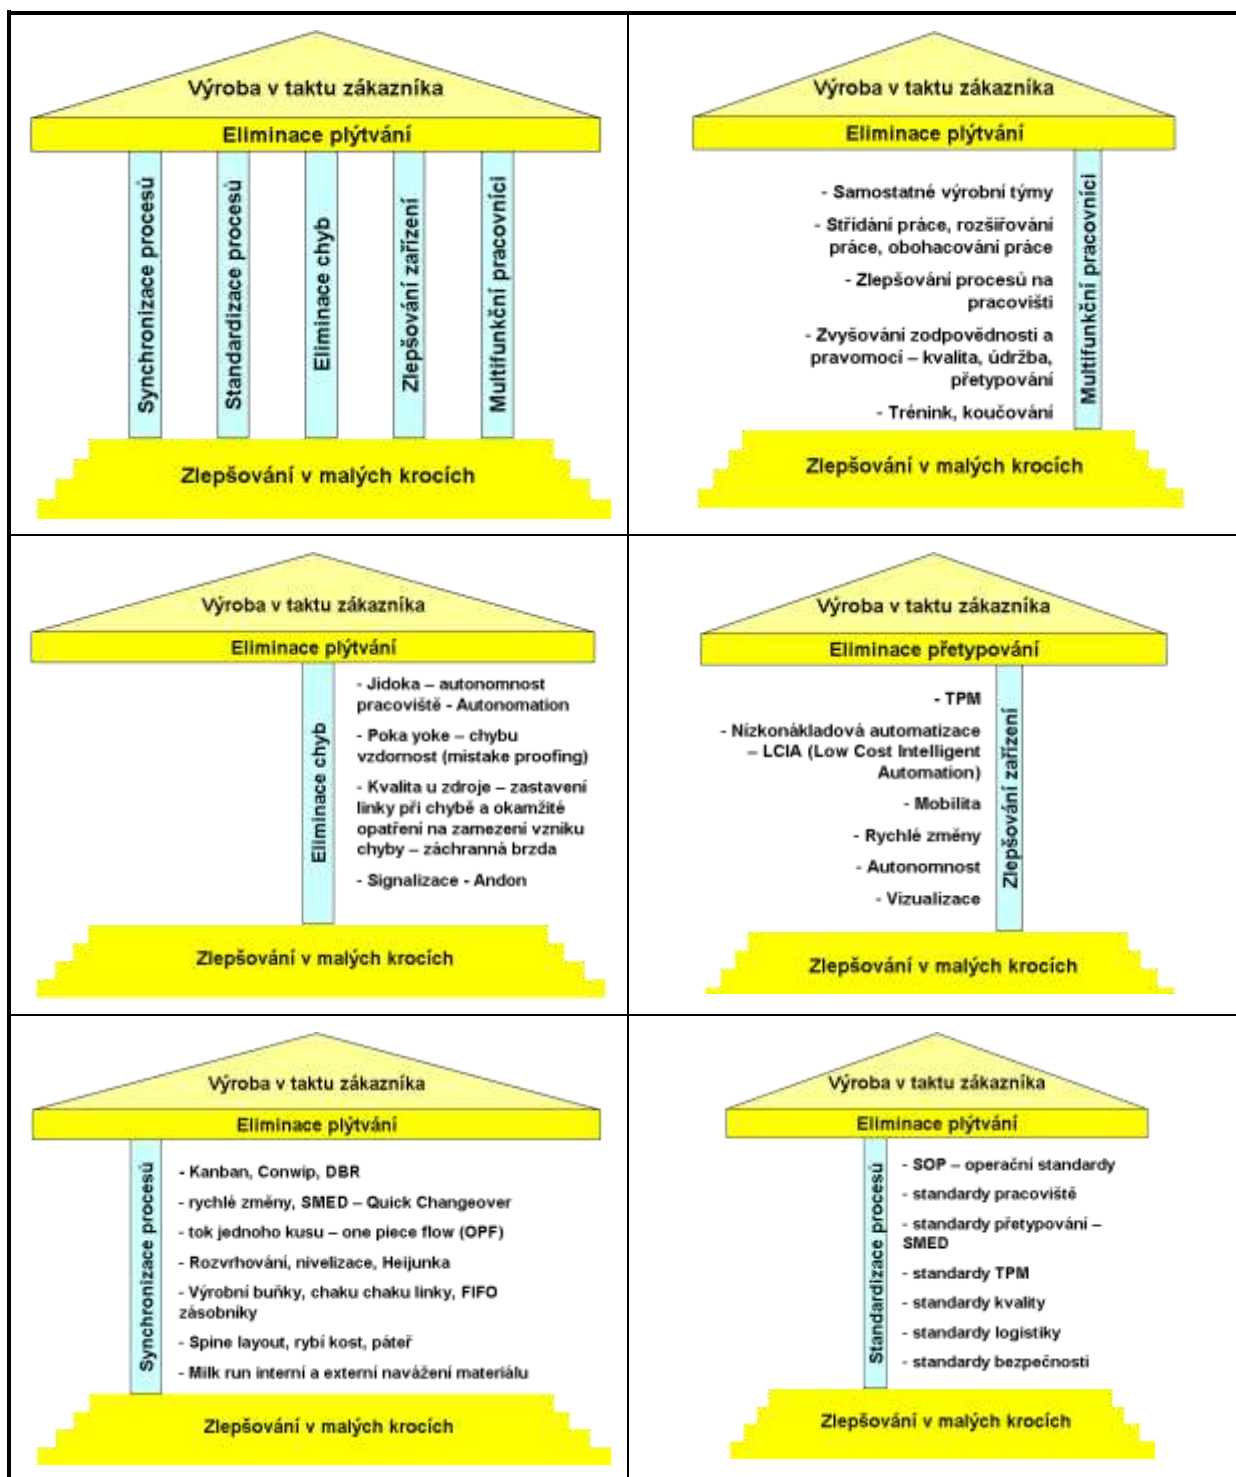 Výroba v taktu zákazníka
Eliminace plýtvání
Synchronizace procesů
Standardizace procesů
Eliminace chyb
Zlepšování zařízení
Multifunkční pracovníci
Zlepšování v malých krocích
Výroba v taktu zákazníka
Eliminace plýtvání
- Samostatné výrobní týmy
- Střídání práce, rozšiřování
práce, obohacování práce
- Zlepšování procesů na
pracovišti
- Zvyšování zodpovědnosti a
pravomocí – kvalita, údržba,
přetypování
- Trénink, koučování
Multifunkční pracovníci
Zlepšování v malých krocích
Výroba v taktu zákazníka
Eliminace plýtvání
Eliminace chyb
- Jidoka – autonomnost
pracoviště - Autonomation
- Poka yoke – chybu
vzdornost (mistake proofing)
- Kvalita u zdroje – zastavení
linky při chybě a okamžité
opatření na zamezení vzniku
chyby – záchranná brzda
- Signalizace - Andon
Zlepšování v malých krocích
Výroba v taktu zákazníka
Eliminace přetypování
- TPM
- Nízkonákladová automatizace
– LCIA (Low Cost Intelligent
Automation)
- Mobilita
- Rychlé změny
- Autonomnost
- Vizualizace
Zlepšování zařízení
Zlepšování v malých krocích
Výroba v taktu zákazníka
Eliminace plýtvání
Synchronizace procesů
- Kanban, Conwip, DBR
- rychlé změny, SMED – Quick Changeover
- tok jednoho kusu – one piece flow (OPF)
- Rozvrhování, nivelizace, Heijunka
- Výrobní buňky, chaku chaku linky, FIFO
zásobníky
- Spine layout, rybí kost, páteř
- Milk run interní a externí navážení materiálu
Zlepšování v malých krocích
Výroba v taktu zákazníka
Eliminace plýtvání
Standardizace procesů
- SOP – operační standardy
- standardy pracoviště
- standardy přetypování –
SMED
- standardy TPM
- standardy kvality
- standardy logistiky
- standardy bezpečnosti
Zlepšování v malých krocích